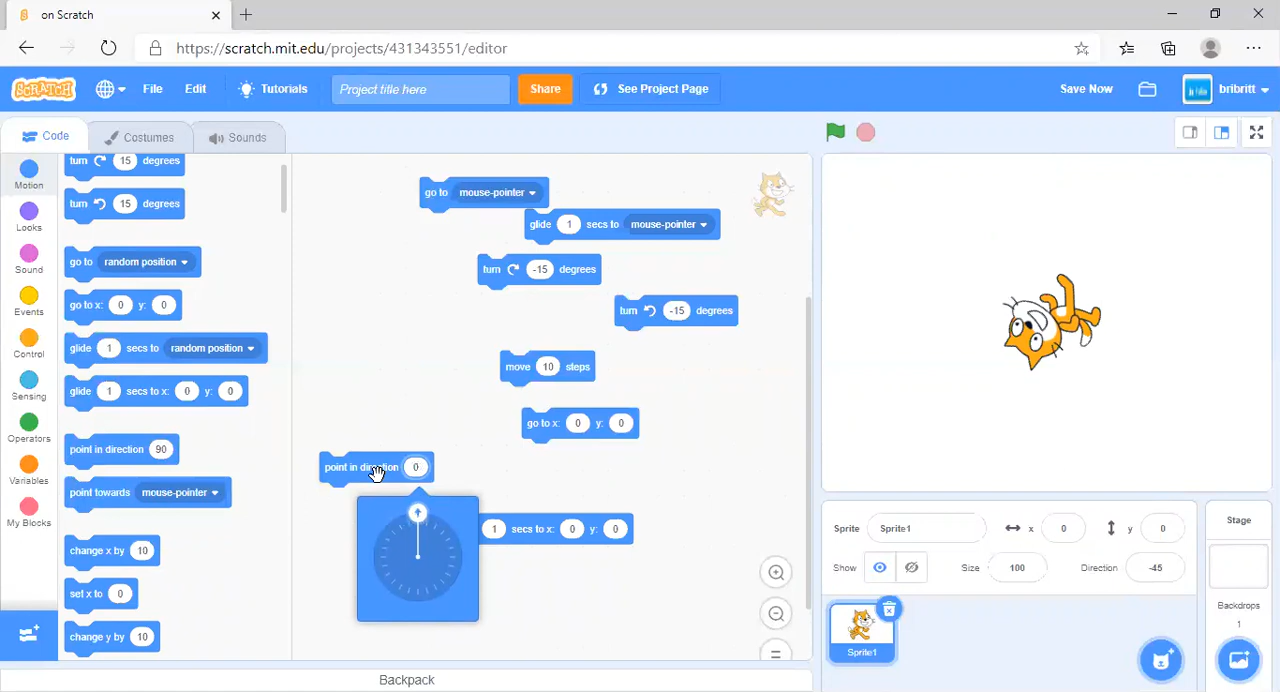 on Scratch
https://scratch.mit.edu/projects/431343551/editor
SCRATCH
File
Edit
Tutorials
Project title here
Share
See Project Page
Save Now
bribritt
Code
Costumes
Sounds
Motion
Looks
Sound
Events
Control
Sensing
Operators
Variables
My Blocks
turn 15 degrees
turn 15 degrees
go to random position
go to x: 0 y: 0
glide 1 secs to random position
glide 1 secs to x: 0 y: 0
point in direction 90
point towards mouse-pointer
change x by 10
set x to 0
change y by 10
go to mouse-pointer
glide 1 secs to mouse-pointer
turn -15 degrees
turn -15 degrees
move 10 steps
go to x: 0 y: 0
point in direction 0
1 secs to x: 0 y: 0
Sprite
Sprite1
x 0
y 0
Show
Size 100
Direction -45
Sprite1
Stage
Backdrops
1
Backpack